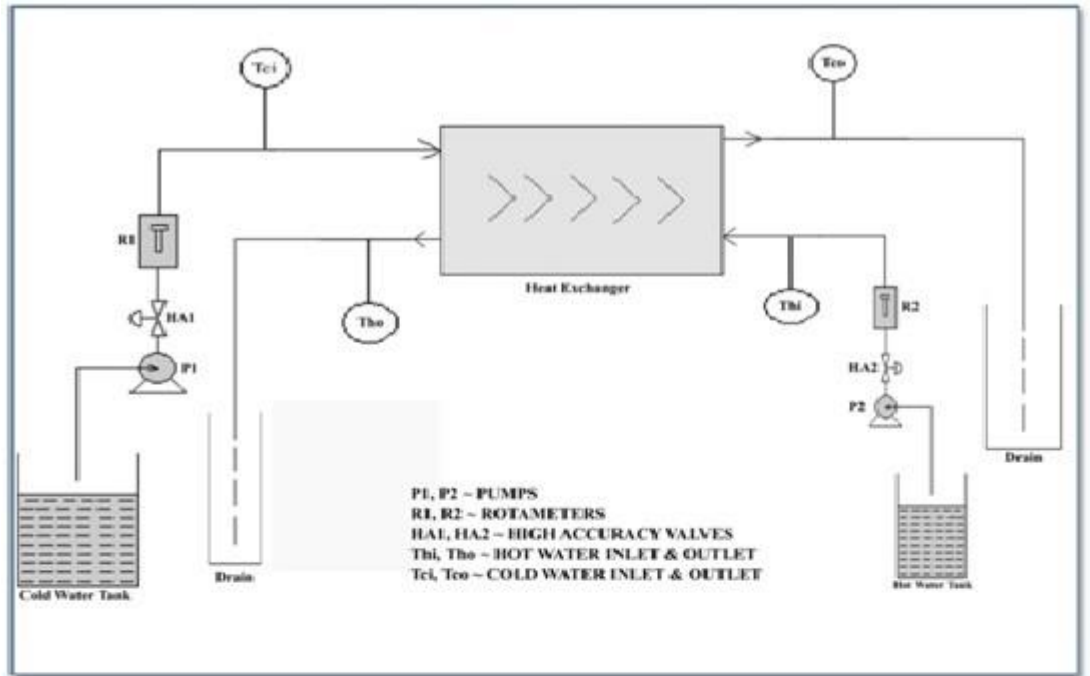 Tci
Tco
R1
HA1
P1
Tho
Heat Exchanger
Thi
R2
HA2
P2
Drain
Drain
Cold Water Tank
Hot Water Tank
P1, P2 ~ PUMPS
R1, R2 ~ ROTAMETERS
HA1, HA2 ~ HIGH ACCURACY VALVES
Thi, Tho ~ HOT WATER INLET & OUTLET
Tci, Tco ~ COLD WATER INLET & OUTLET